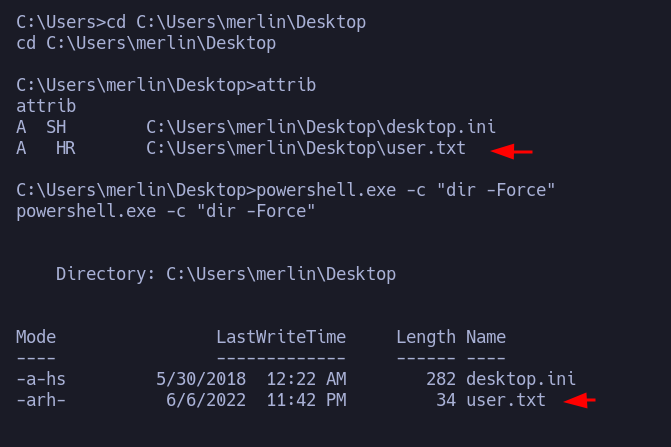 C:\Users>cd C:\Users\merlin\Desktop
cd C:\Users\merlin\Desktop
C:\Users\merlin\Desktop>attrib
attrib
A  SH        C:\Users\merlin\Desktop\desktop.ini
A   HR       C:\Users\merlin\Desktop\user.txt
C:\Users\merlin\Desktop>powershell.exe -c "dir -Force"
powershell.exe -c "dir -Force"
    Directory: C:\Users\merlin\Desktop
Mode                LastWriteTime     Length Name
----                -------------     ------ ----
-a-hs         5/30/2018  12:22 AM        282 desktop.ini
-arh-          6/6/2022  11:42 PM         34 user.txt